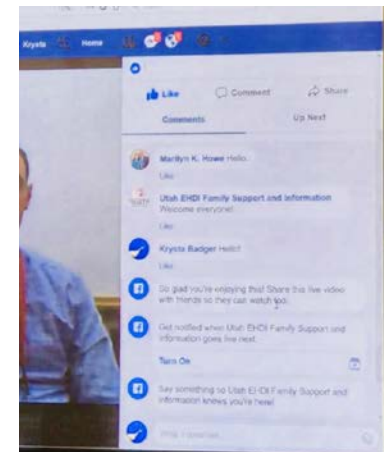 Krysta Home
Like Comment Share
Comments Up Next
Marilyn K. Howe Hello
Like
Utah EHDI Family Support and Information
Welcome everyone!
Like
Krysta Badger Hello!
Like
So glad you're enjoying this! Share this live video
with friends so they can watch too.
Get notified when Utah EHDI Family Support and
Information goes live next.
Turn On
Say something so Utah EHDI Family Support and
Information knows you're here!